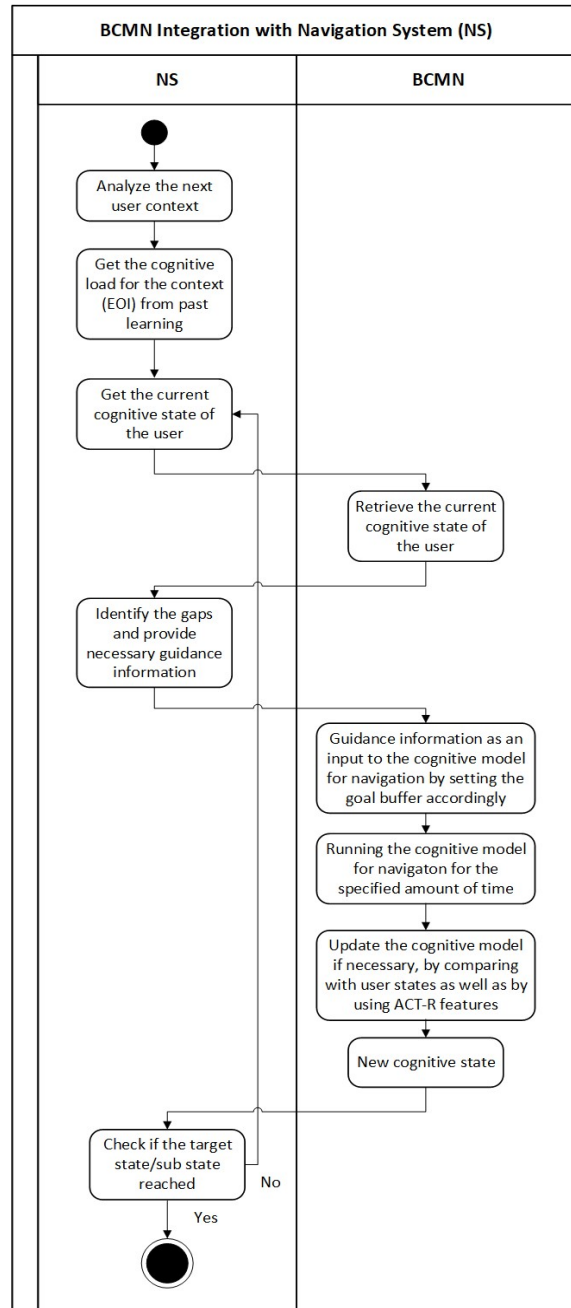 BCMN Integration with Navigation System (NS)
NS
BCMN
Analyze the next
user context
Get the cognitive
load for the context
(EOI) from past
learning
Get the current
cognitive state of
the user
Retrieve the current
cognitive state of
the user
Identify the gaps
and provide
necessary guidance
information
Guidance information as an
input to the cognitive model
for navigation by setting the
goal buffer accordingly
Running the cognitive model
for navigaton for the
specified amount of time
Update the cognitive model
if necessary, by comparing
with user states as well as by
using ACT-R features
New cognitive state
Check if the target
state/sub state
reached
No
Yes